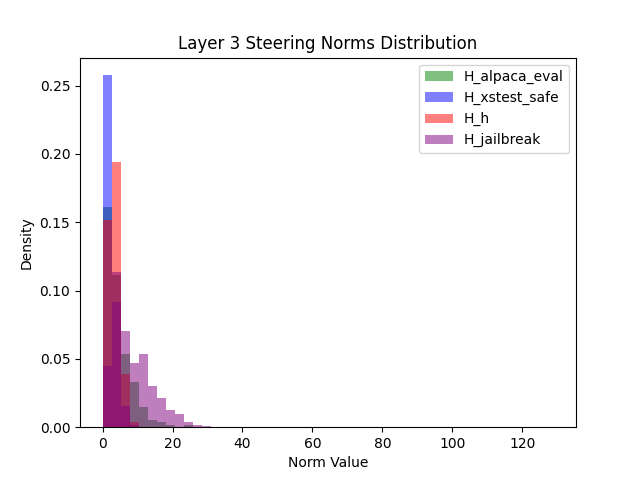 Layer 3 Steering Norms Distribution
H_alpaca_eval
H_xstest_safe
H_h
H_jailbreak
0.25
0.20
0.15
0.10
0.05
0.00
Density
0
20
40
60
80
100
120
Norm Value